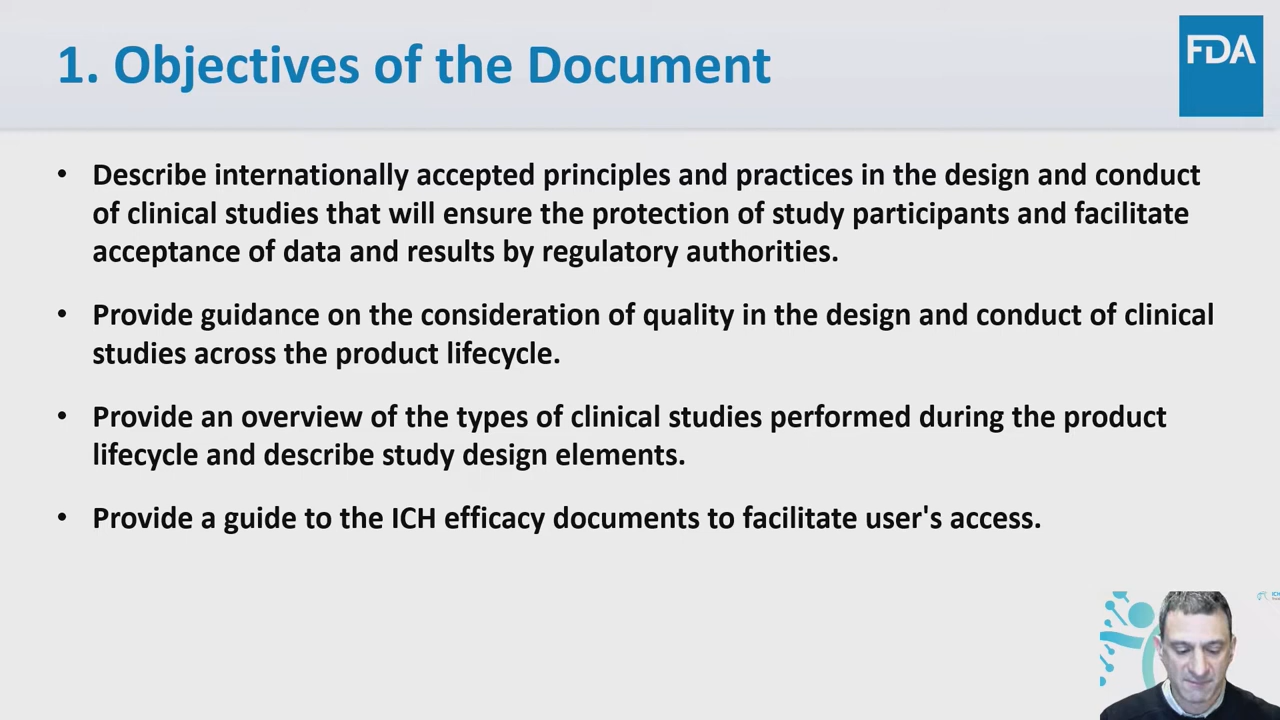 1. Objectives of the Document
FDA
• Describe internationally accepted principles and practices in the design and conduct
of clinical studies that will ensure the protection of study participants and facilitate
acceptance of data and results by regulatory authorities.
• Provide guidance on the consideration of quality in the design and conduct of clinical
studies across the product lifecycle.
• Provide an overview of the types of clinical studies performed during the product
lifecycle and describe study design elements.
• Provide a guide to the ICH efficacy documents to facilitate user's access.